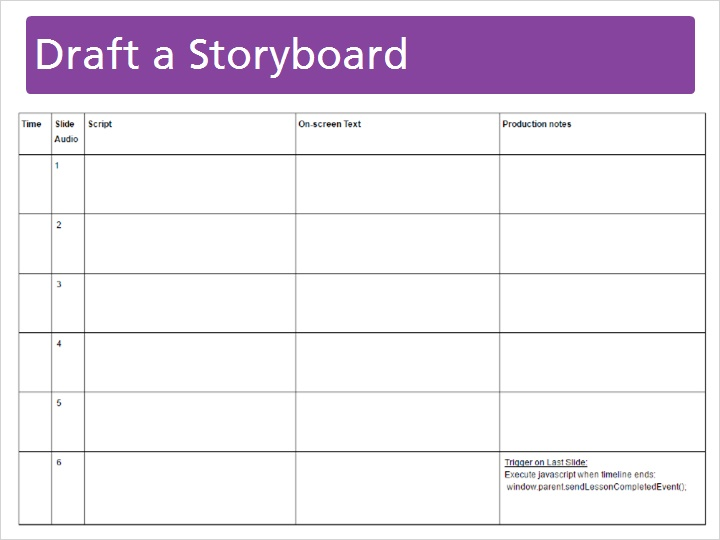 Draft a Storyboard
Time Slide Audio Script On-screen Text Production notes
1
2
3
4
5
6 Trigger on Last Slide:
Execute javascript when timeline ends:
window.parent.sendLessonCompletedEvent();